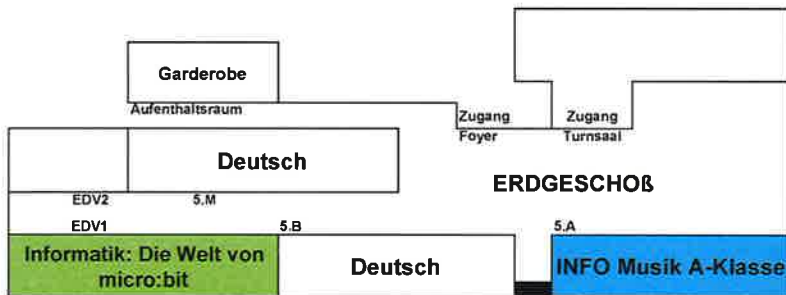 Garderobe
Aufenthaltsraum
Zugang
Foyer
Zugang
Turnsaal
Deutsch
ERDGESCHOß
EDV2
5.M
EDV1
5.B
5.A
Informatik: Die Welt von
micro:bit
Deutsch
INFO Musik A-Klasse